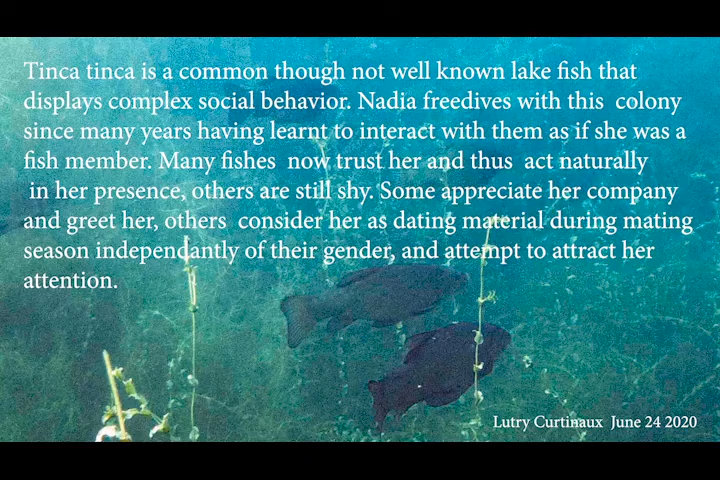 Tinca tinca is a common though not well known lake fish that
displays complex social behavior. Nadia freedives with this  colony
since many years having learnt to interact with them as if she was a
fish member. Many fishes  now trust her and thus  act naturally
 in her presence, others are still shy. Some appreciate her company
and greet her, others  consider her as dating material during mating
season independantly of their gender, and attempt to attract her
attention.
Lutry Curtinaux  June 24 2020